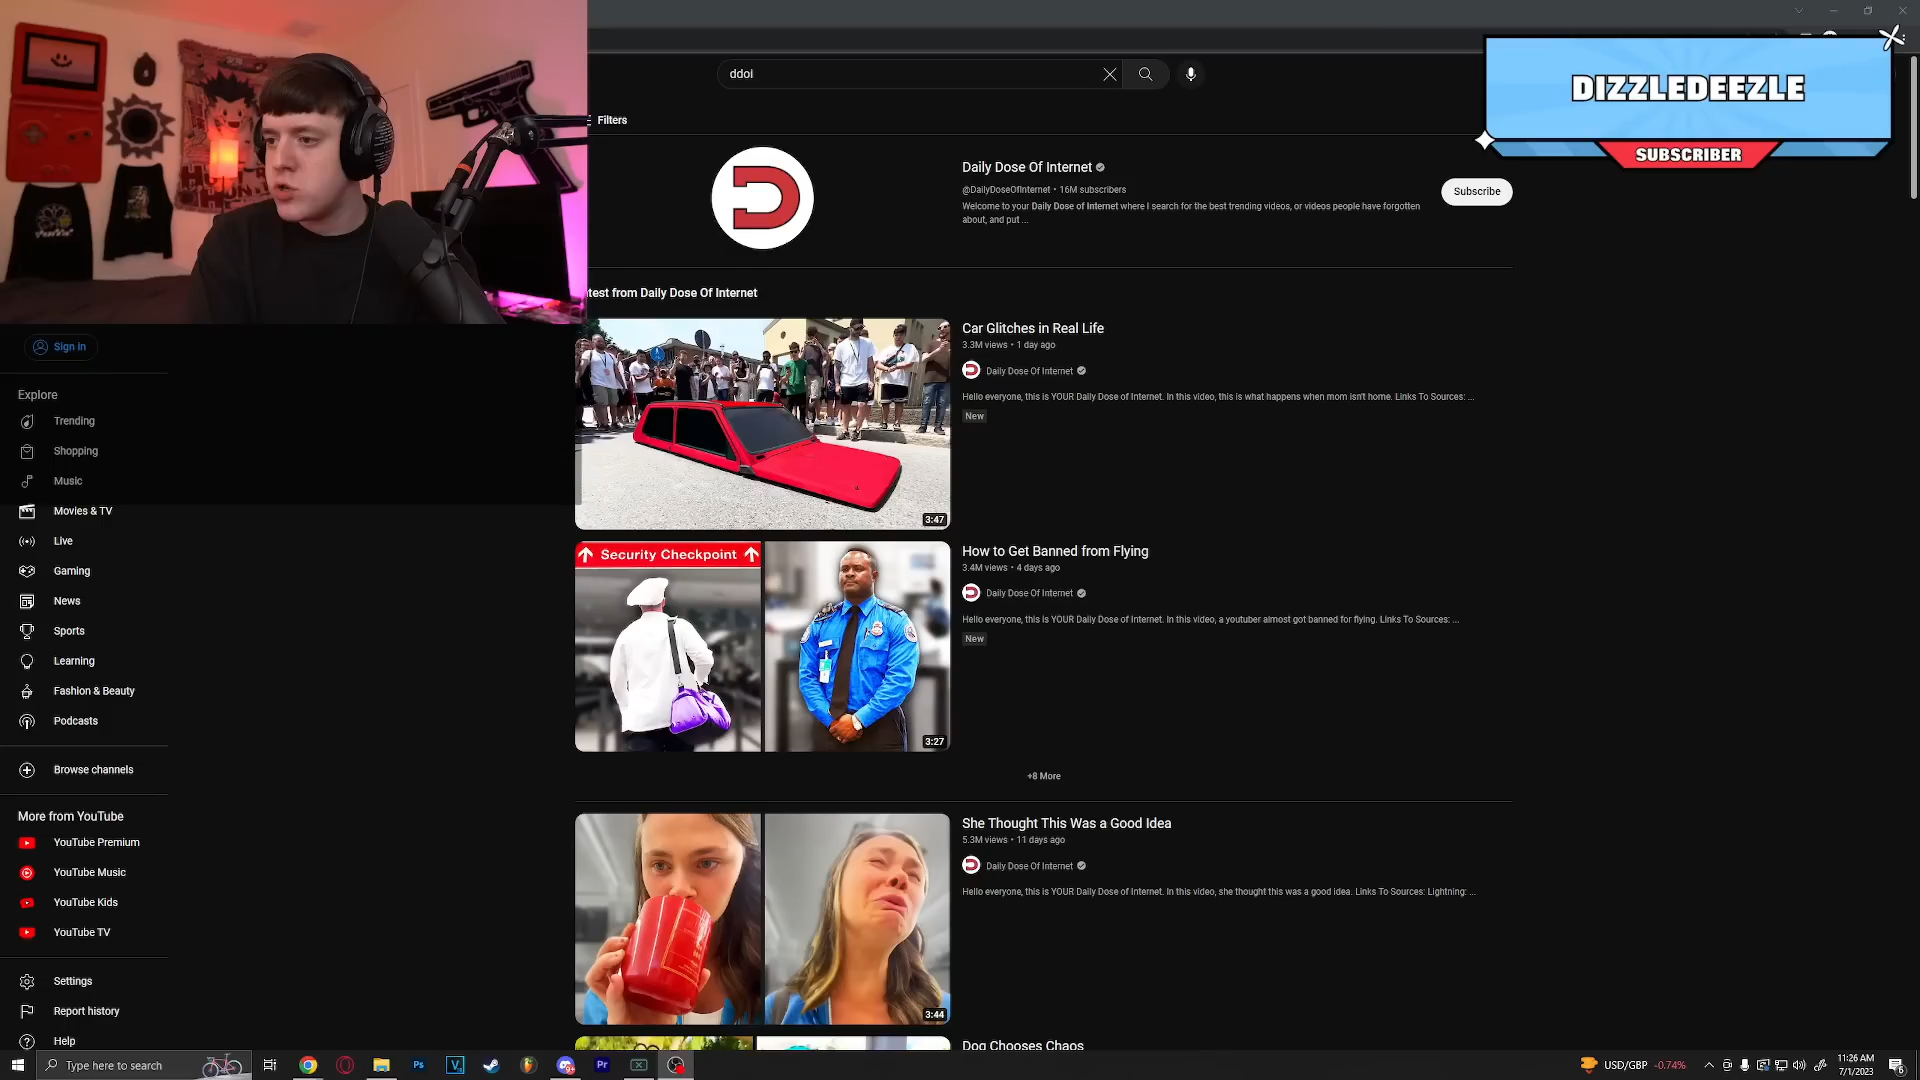 ddoi
Filters
DIZZLEDEEZLE
SUBSCRIBER
Daily Dose Of Internet
@DailyDoseOfInternet • 16M subscribers
Welcome to your Daily Dose of Internet where I search for the best trending videos, or videos people have forgotten
about, and put ...
Subscribe
test from Daily Dose Of Internet
Car Glitches in Real Life
3.3M views • 1 day ago
Daily Dose Of Internet
Hello everyone, this is YOUR Daily Dose of Internet. In this video, this is what happens when mom isn't home. Links To Sources: ...
New
3:47
Security Checkpoint
How to Get Banned from Flying
3.4M views • 4 days ago
Daily Dose Of Internet
Hello everyone, this is YOUR Daily Dose of Internet. In this video, a youtuber almost got banned for flying. Links To Sources: ...
New
3:27
+8 More
She Thought This Was a Good Idea
5.3M views • 11 days ago
Daily Dose Of Internet
Hello everyone, this is YOUR Daily Dose of Internet. In this video, she thought this was a good idea. Links To Sources: Lightning: ...
3:44
Dog Chooses Chaos
Sign in
Explore
Trending
Shopping
Music
Movies & TV
Live
Gaming
News
Sports
Learning
Fashion & Beauty
Podcasts
Browse channels
More from YouTube
YouTube Premium
YouTube Music
YouTube Kids
YouTube TV
Settings
Report history
Help
Type here to search
Ps
Pr
USD/GBP -0.74%
11:26 AM
7/1/2023